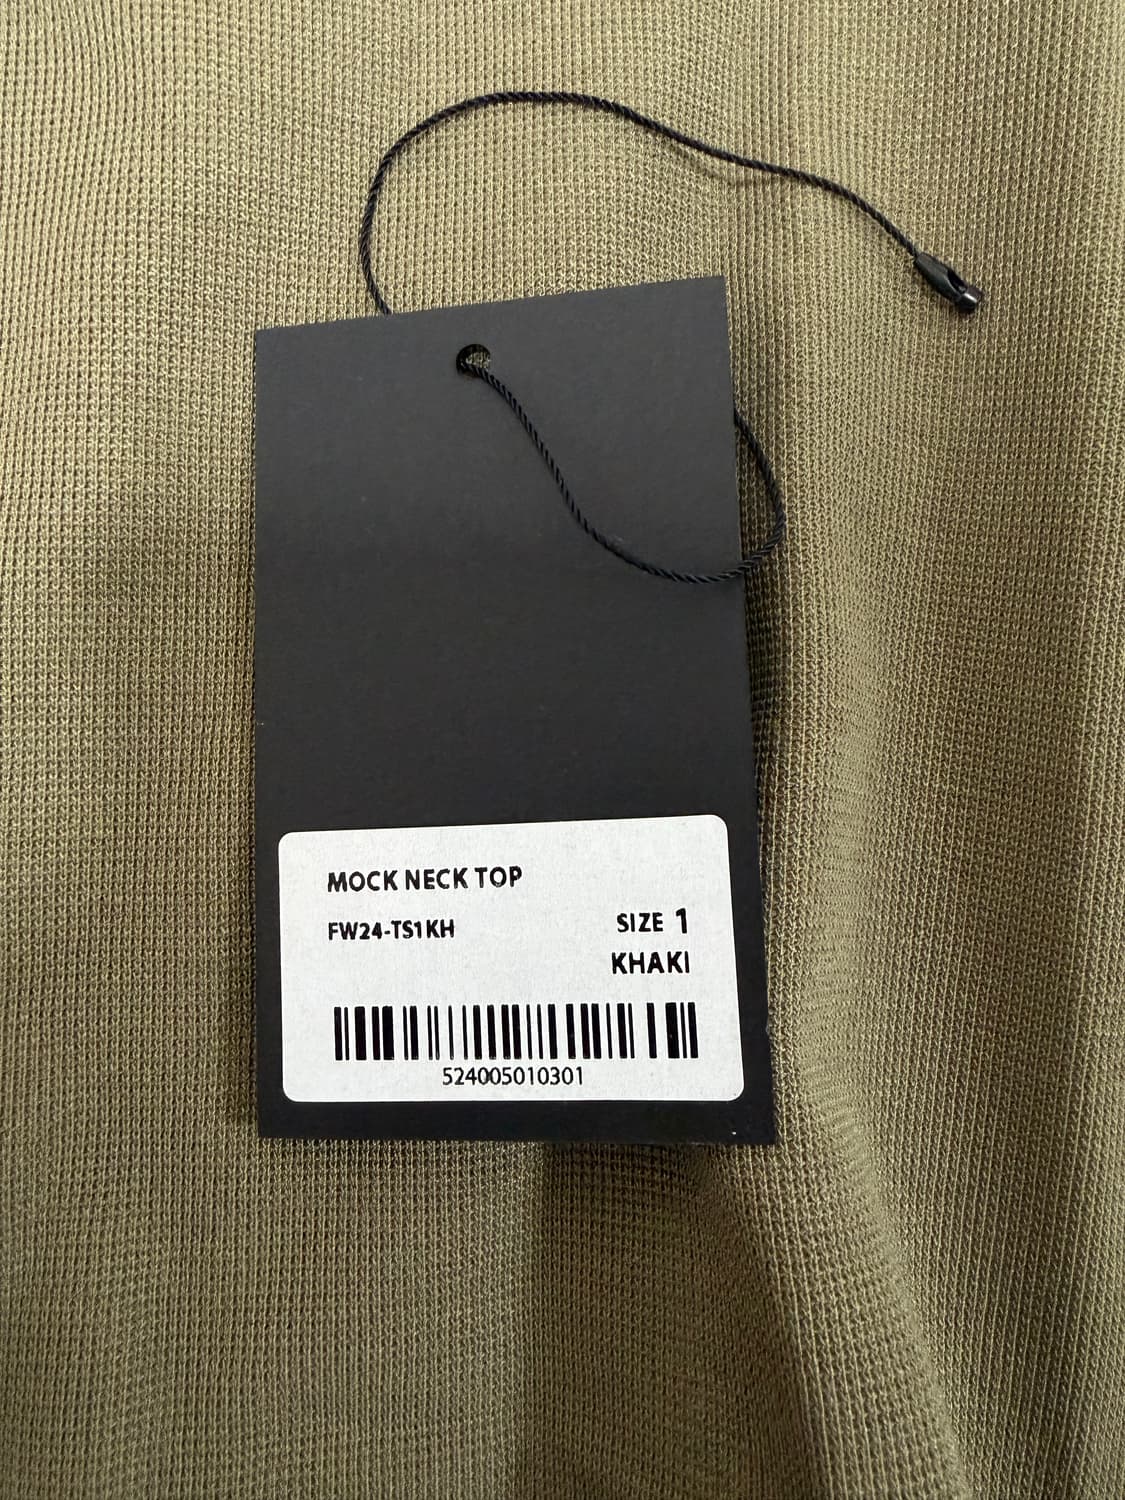 MOCK NECK TOP
FW24-TS1KH
SIZE 1
KHAKI
524005010301